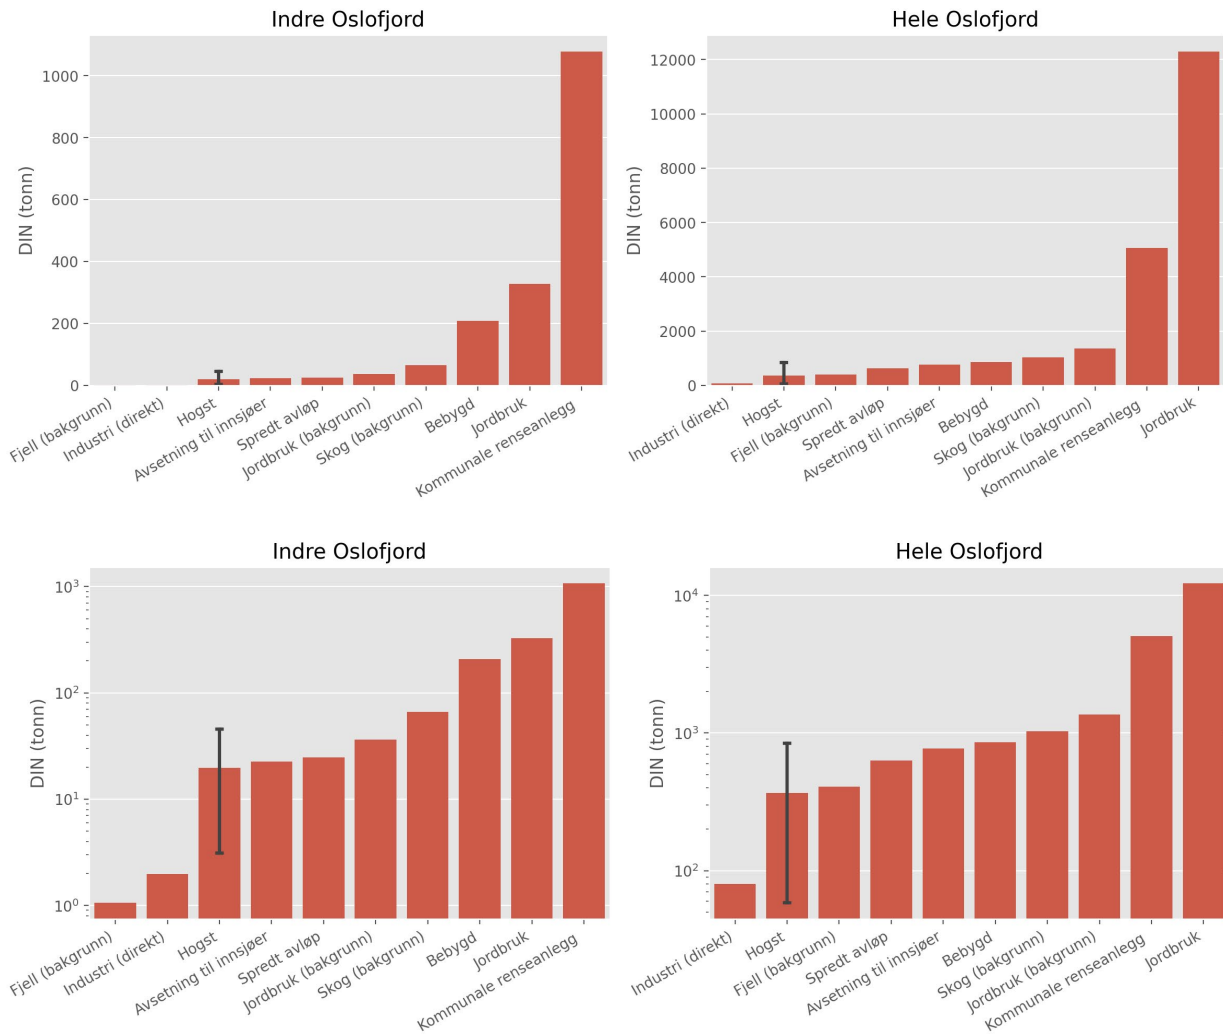 Indre Oslofjord
DIN (tonn)
1000
800
600
400
200
0
Fjell (bakgrunn)
Industri (direkt)
Hogst
Avsetning til innsjøer
Spredt avløp
Jordbruk (bakgrunn)
Skog (bakgrunn)
Bebygd
Jordbruk
Kommunale renseanlegg
Hele Oslofjord
DIN (tonn)
12000
10000
8000
6000
4000
2000
0
Industri (direkt)
Hogst
Fjell (bakgrunn)
Spredt avløp
Avsetning til innsjøer
Bebygd
Skog (bakgrunn)
Jordbruk (bakgrunn)
Kommunale renseanlegg
Jordbruk
Indre Oslofjord
DIN (tonn)
10³
10²
10¹
10⁰
Fjell (bakgrunn)
Industri (direkt)
Hogst
Avsetning til innsjøer
Spredt avløp
Jordbruk (bakgrunn)
Skog (bakgrunn)
Bebygd
Jordbruk
Kommunale renseanlegg
Hele Oslofjord
DIN (tonn)
10⁴
10³
10²
Industri (direkt)
Hogst
Fjell (bakgrunn)
Spredt avløp
Avsetning til innsjøer
Bebygd
Skog (bakgrunn)
Jordbruk (bakgrunn)
Kommunale renseanlegg
Jordbruk